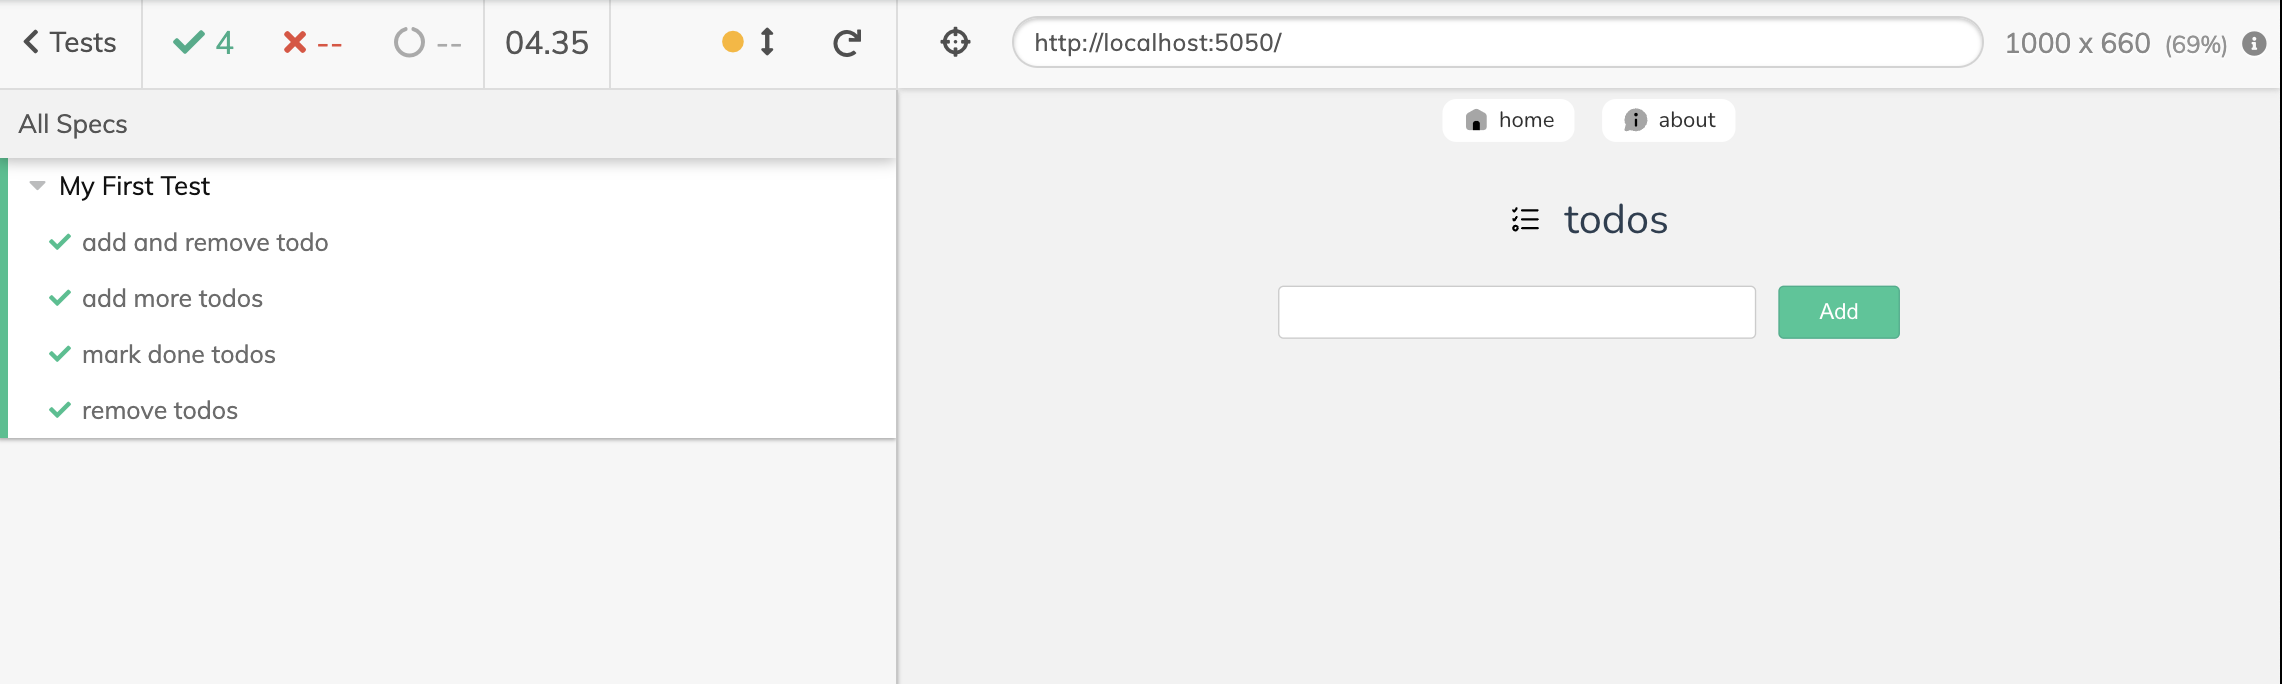 Tests 4 -- -- 04.35
http://localhost:5050/ 1000 x 660 (69%)
All Specs
My First Test
add and remove todo
add more todos
mark done todos
remove todos
home about
todos
Add